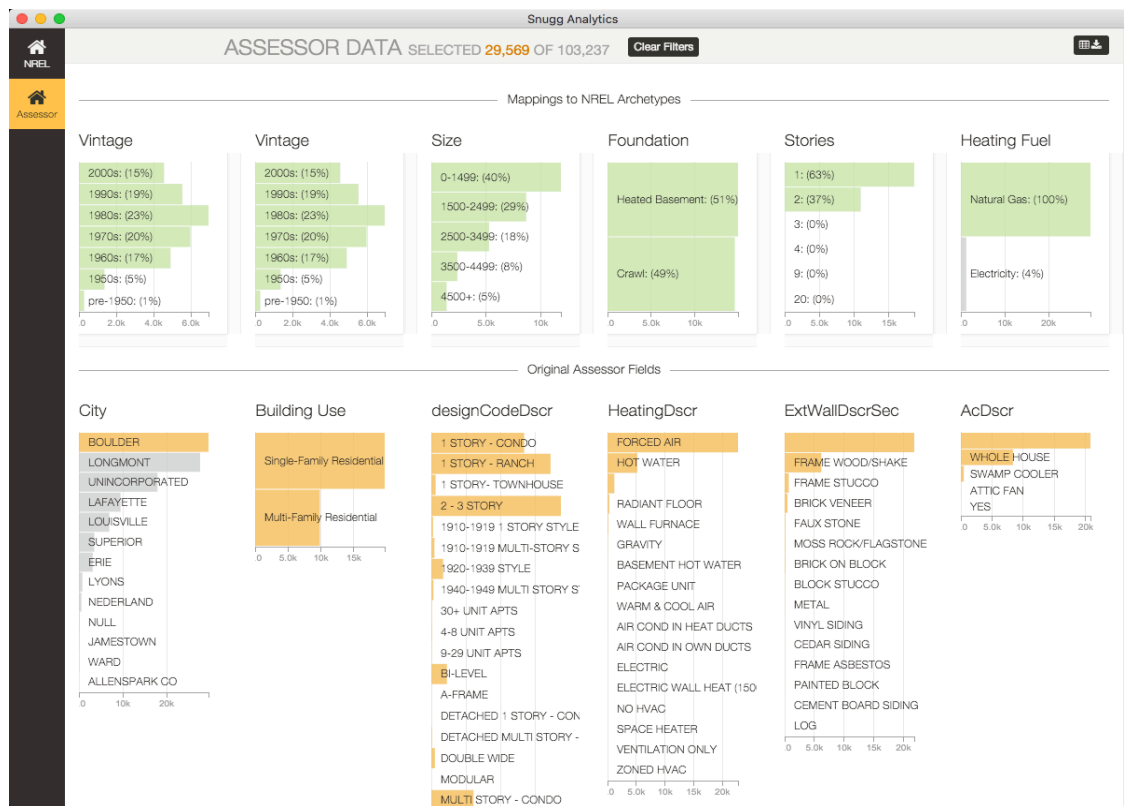 Snugg Analytics
NREL
Assessor
ASSESSOR DATA SELECTED 29,569 OF 103,237
Clear Filters
Mappings to NREL Archetypes
Vintage
2000s: (15%)
1990s: (19%)
1980s: (23%)
1970s: (20%)
1960s: (17%)
1950s: (5%)
pre-1950: (1%)
.0 2.0k 4.0k 6.0k
Vintage
2000s: (15%)
1990s: (19%)
1980s: (23%)
1970s: (20%)
1960s: (17%)
1950s: (5%)
pre-1950: (1%)
.0 2.0k 4.0k 6.0k
Size
0-1499: (40%)
1500-2499: (29%)
2500-3499: (18%)
3500-4499: (8%)
4500+: (5%)
.0 5.0k 10k
Foundation
Heated Basement: (51%)
Crawl: (49%)
.0 5.0k 10k
Stories
1: (63%)
2: (37%)
3: (0%)
4: (0%)
9: (0%)
20: (0%)
.0 5.0k 10k 15k
Heating Fuel
Natural Gas: (100%)
Electricity: (4%)
.0 10k 20k
Original Assessor Fields
City
BOULDER
LONGMONT
UNINCORPORATED
LAFAYETTE
LOUISVILLE
SUPERIOR
ERIE
LYONS
NEDERLAND
NULL
JAMESTOWN
WARD
ALLENSPARK CO
.0 10k 20k
Building Use
Single-Family Residential
Multi-Family Residential
.0 5.0k 10k 15k
designCodeDscr
1 STORY - CONDO
1 STORY - RANCH
1 STORY- TOWNHOUSE
2 - 3 STORY
1910-1919 1 STORY STYLE
1910-1919 MULTI-STORY S
1920-1939 STYLE
1940-1949 MULTI STORY S
30+ UNIT APTS
4-8 UNIT APTS
9-29 UNIT APTS
BI-LEVEL
A-FRAME
DETACHED 1 STORY - CON
DETACHED MULTI STORY -
DOUBLE WIDE
MODULAR
MULTI STORY - CONDO
HeatingDscr
FORCED AIR
HOT WATER
RADIANT FLOOR
WALL FURNACE
GRAVITY
BASEMENT HOT WATER
PACKAGE UNIT
WARM & COOL AIR
AIR COND IN HEAT DUCTS
AIR COND IN OWN DUCTS
ELECTRIC
ELECTRIC WALL HEAT (150
NO HVAC
SPACE HEATER
VENTILATION ONLY
ZONED HVAC
.0 5.0k 10k 15k 20k
ExtWallDscrSec
FRAME WOOD/SHAKE
FRAME STUCCO
BRICK VENEER
FAUX STONE
MOSS ROCK/FLAGSTONE
BRICK ON BLOCK
BLOCK STUCCO
METAL
VINYL SIDING
CEDAR SIDING
FRAME ASBESTOS
PAINTED BLOCK
CEMENT BOARD SIDING
LOG
.0 5.0k 10k 15k 20k
AcDscr
WHOLE HOUSE
SWAMP COOLER
ATTIC FAN
YES
.0 5.0k 10k 15k 20k